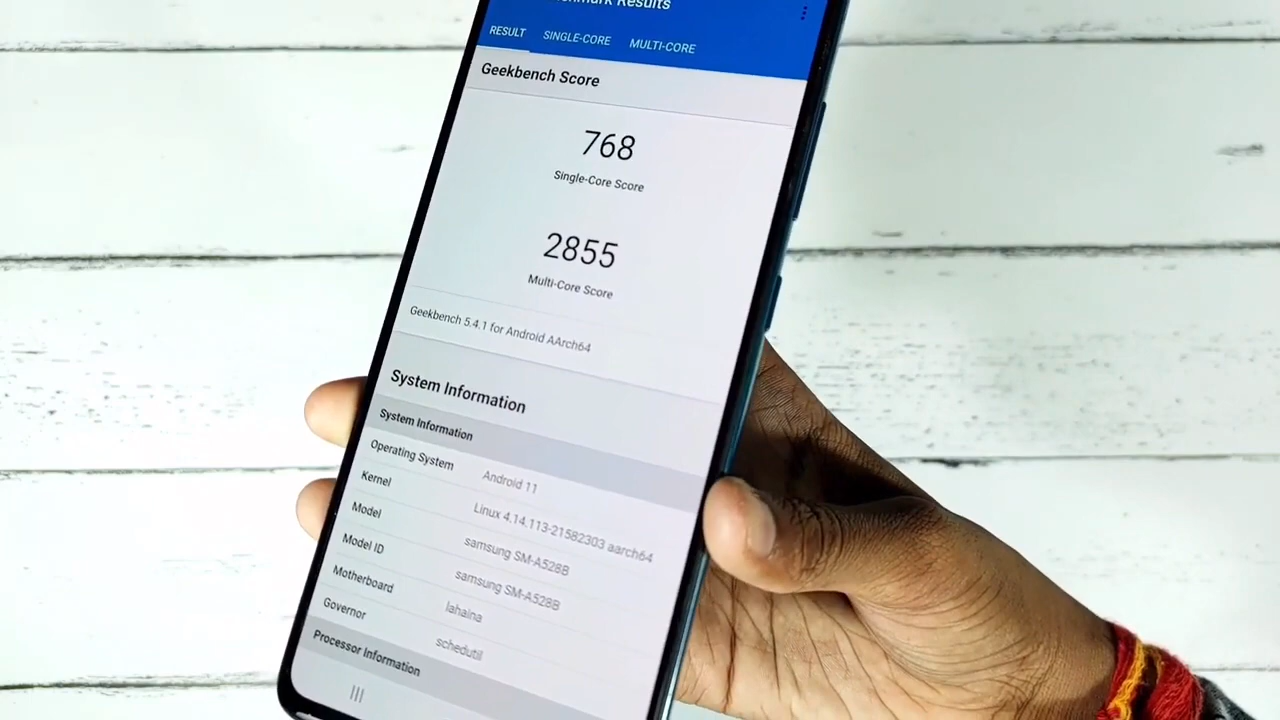 Results
RESULT SINGLE-CORE MULTI-CORE
Geekbench Score
768
Single-Core Score
2855
Multi-Core Score
Geekbench 5.4.1 for Android AArch64
System Information
System Information
Operating System Android 11
Kernel Linux 4.14.113-21582303 aarch64
Model samsung SM-A528B
Model ID samsung SM-A528B
Motherboard lahaina
Governor schedutil
Processor Information